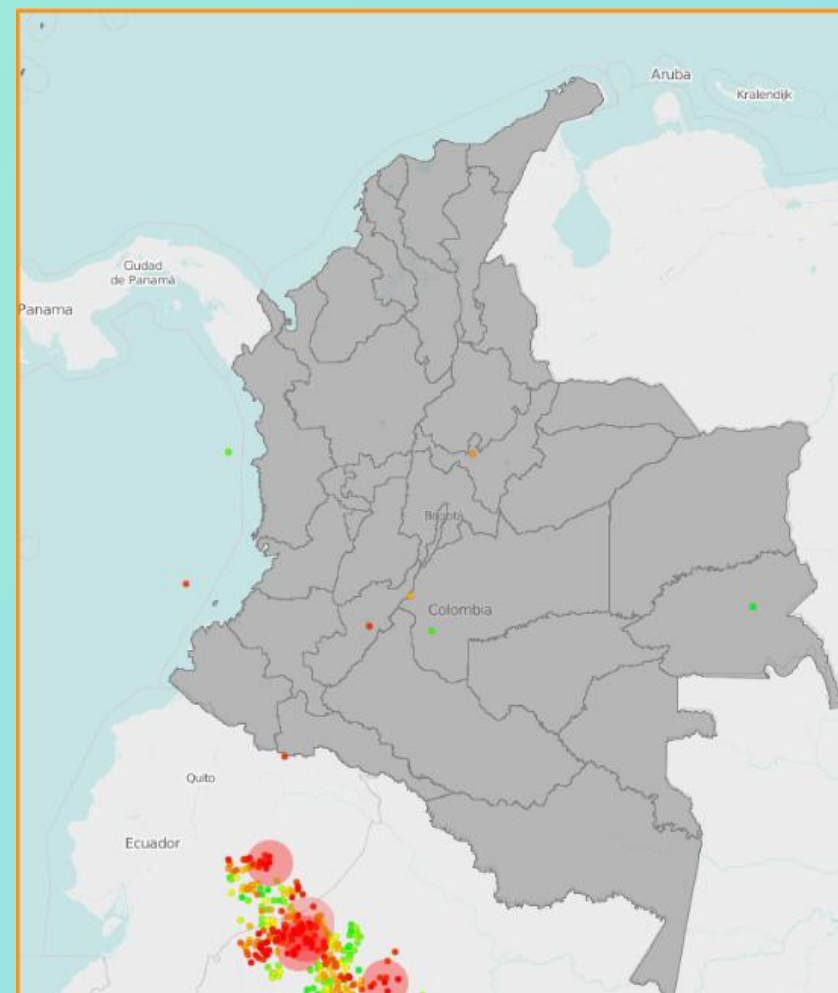 Aruba
Kralendijk
Ciudad
de Panamá
Panama
Bogotá
Colombia
Quito
Ecuador